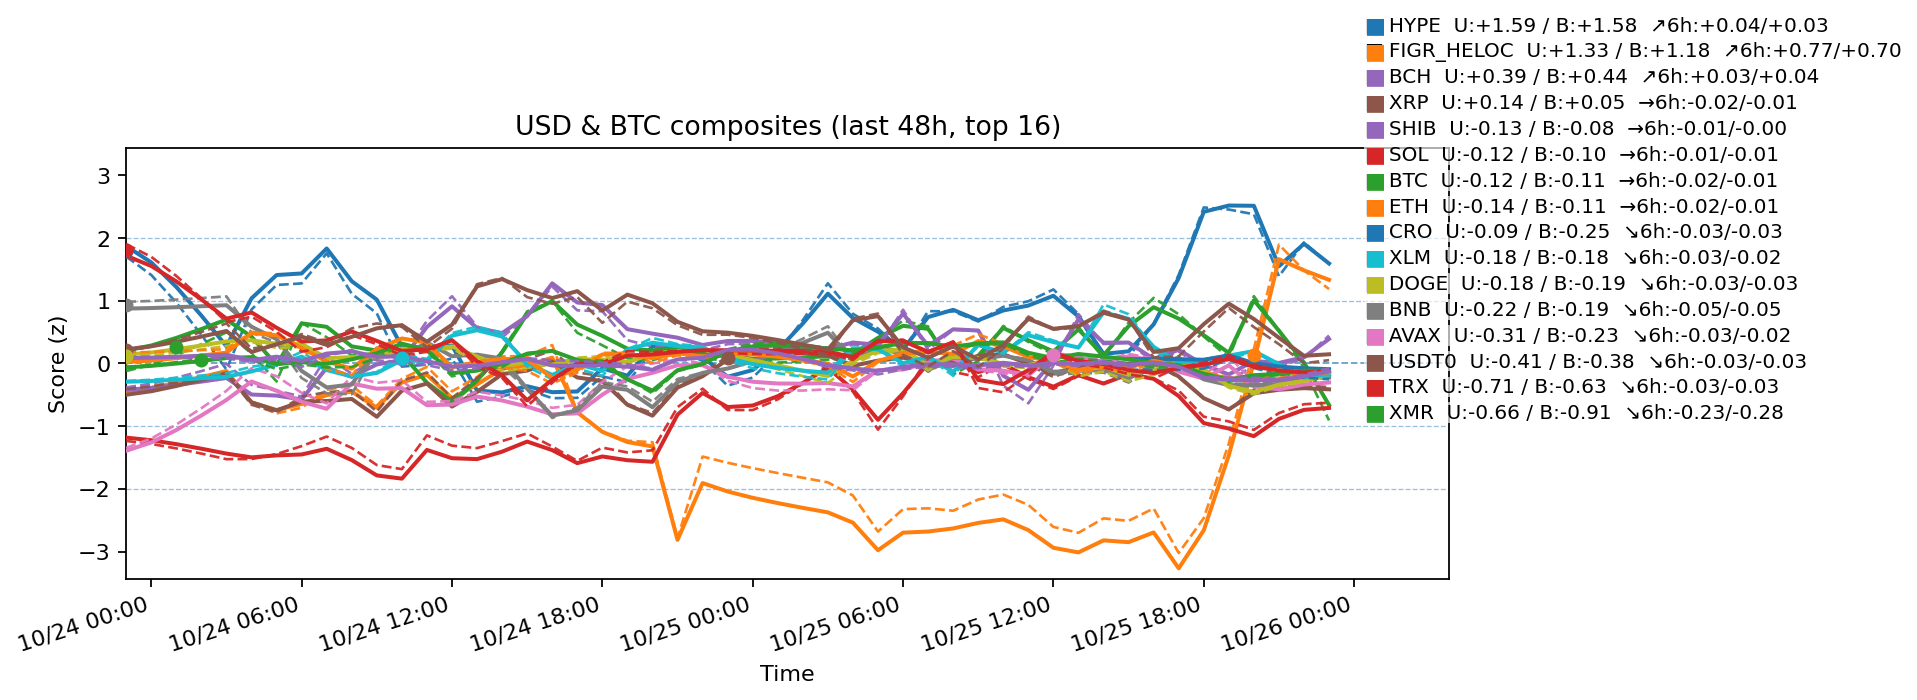 HYPE  U:+1.59 / B:+1.58  ↗6h:+0.04/+0.03
FIGR_HELOC  U:+1.33 / B:+1.18  ↗6h:+0.77/+0.70
BCH  U:+0.39 / B:+0.44  ↗6h:+0.03/+0.04
XRP  U:+0.14 / B:+0.05  →6h:-0.02/-0.01
SHIB  U:-0.13 / B:-0.08  →6h:-0.01/-0.00
SOL  U:-0.12 / B:-0.10  →6h:-0.01/-0.01
BTC  U:-0.12 / B:-0.11  →6h:-0.02/-0.01
ETH  U:-0.14 / B:-0.11  →6h:-0.02/-0.01
CRO  U:-0.09 / B:-0.25  ↘6h:-0.03/-0.03
XLM  U:-0.18 / B:-0.18  ↘6h:-0.03/-0.02
DOGE  U:-0.18 / B:-0.19  ↘6h:-0.03/-0.03
BNB  U:-0.22 / B:-0.19  ↘6h:-0.05/-0.05
AVAX  U:-0.31 / B:-0.23  ↘6h:-0.03/-0.02
USDT0  U:-0.41 / B:-0.38  ↘6h:-0.03/-0.03
TRX  U:-0.71 / B:-0.63  ↘6h:-0.03/-0.03
XMR  U:-0.66 / B:-0.91  ↘6h:-0.23/-0.28
USD & BTC composites (last 48h, top 16)
Score (z)
3
2
1
0
−1
−2
−3
10/24 00:00
10/24 06:00
10/24 12:00
10/24 18:00
10/25 00:00
10/25 06:00
10/25 12:00
10/25 18:00
10/26 00:00
Time